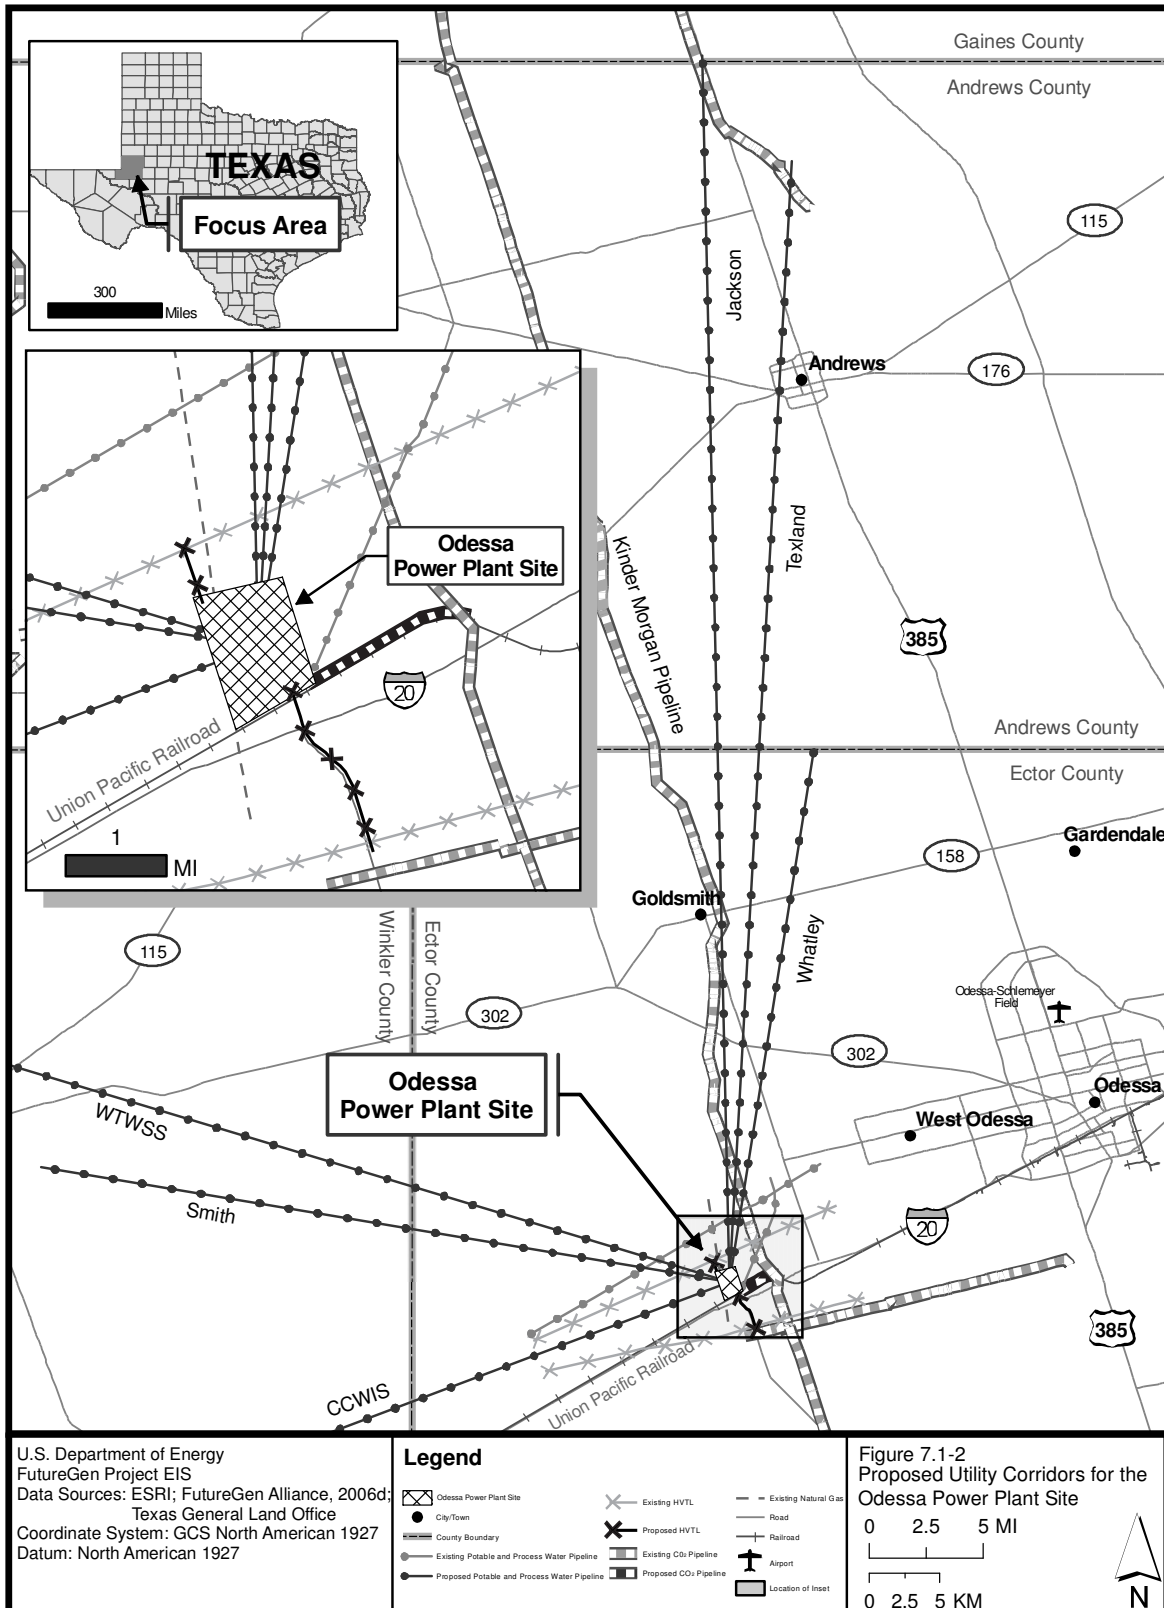 Gaines County
Andrews County
TEXAS
Focus Area
300
Miles
115
Jackson
Andrews
176
Odessa
Power Plant Site
Texland
Kinder Morgan Pipeline
385
20
Union Pacific Railroad
1
MI
Andrews County
Ector County
Gardendale
158
Goldsmith
Whatley
115
Winkler County
Ector County
302
Odessa-Schlemeyer
Field
302
Odessa
Power Plant Site
Odessa
West Odessa
WTWSS
Smith
20
385
CCWIS
Union Pacific Railroad
U.S. Department of Energy
FutureGen Project EIS
Data Sources: ESRI; FutureGen Alliance, 2006d;
Texas General Land Office
Coordinate System: GCS North American 1927
Datum: North American 1927
Legend
Odessa Power Plant Site
City/Town
County Boundary
Existing Potable and Process Water Pipeline
Proposed Potable and Process Water Pipeline
Existing HVTL
Proposed HVTL
Existing CO₂ Pipeline
Proposed CO₂ Pipeline
Existing Natural Gas
Road
Railroad
Airport
Location of Inset
Figure 7.1-2
Proposed Utility Corridors for the
Odessa Power Plant Site
0 2.5 5 MI
0 2.5 5 KM
N